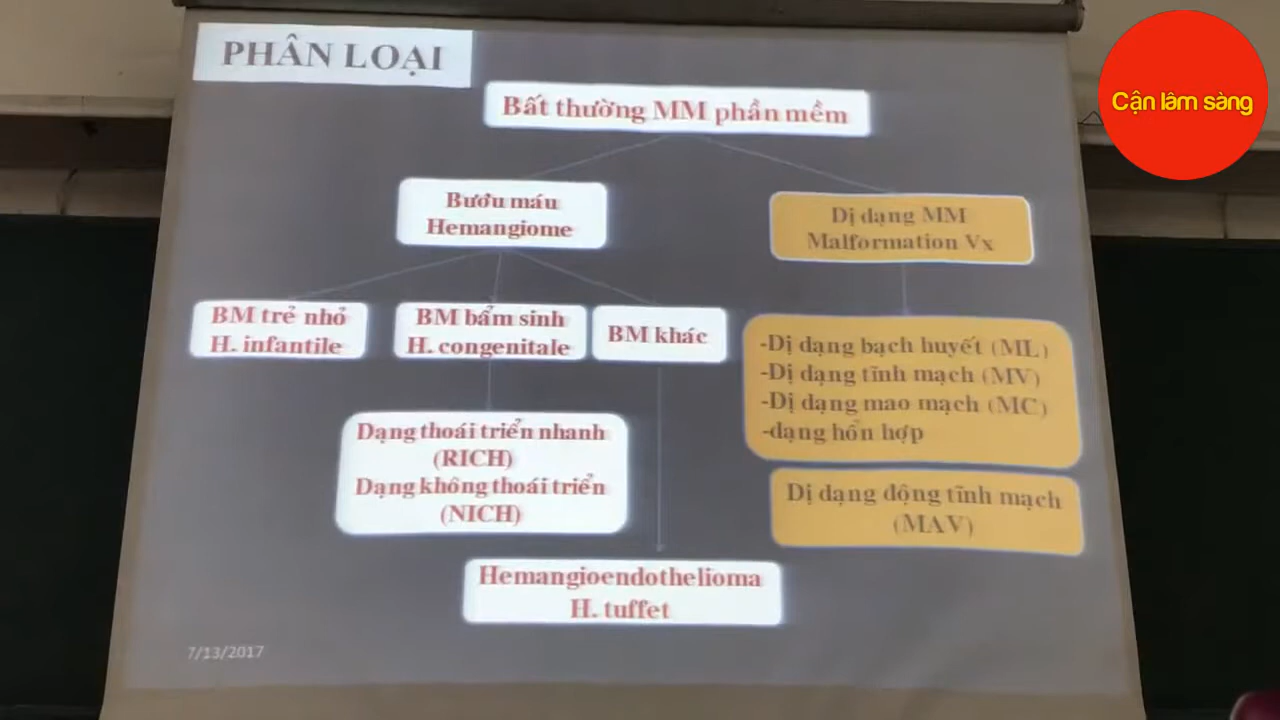 PHÂN LOẠI
Cận lâm sàng
Bất thường MM phần mềm
Bướu máu
Hemangiome
Dị dạng MM
Malformation Vx
BM trẻ nhỏ
H. infantile
BM bẩm sinh
H. congenitale
BM khác
-Dị dạng bạch huyết (ML)
-Dị dạng tĩnh mạch (MV)
-Dị dạng mao mạch (MC)
-dạng hổn hợp
Dạng thoái triển nhanh
(RICH)
Dạng không thoái triển
(NICH)
Dị dạng động tĩnh mạch
(MAV)
Hemangioendothelioma
H. tuffet
7/13/2017